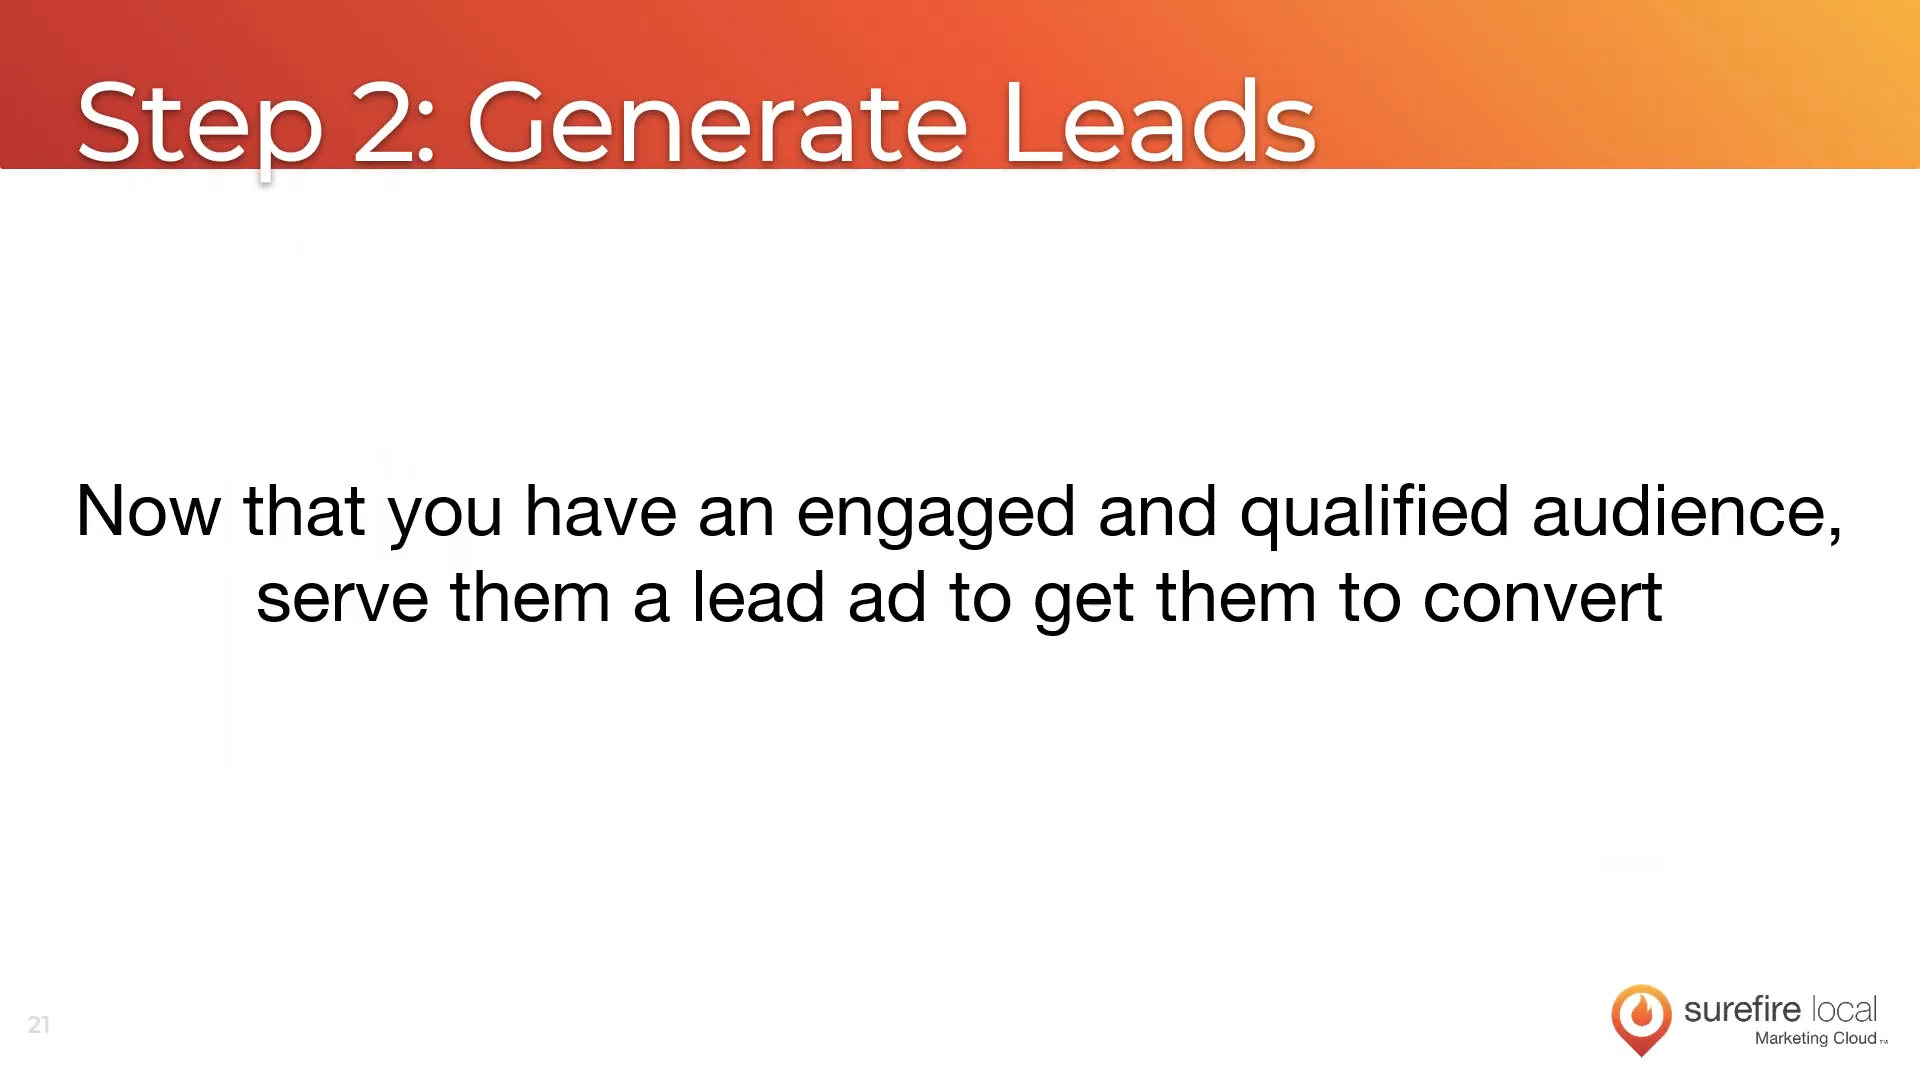 Step 2: Generate Leads
Now that you have an engaged and qualified audience,
serve them a lead ad to get them to convert
21
surefire local
Marketing Cloud™